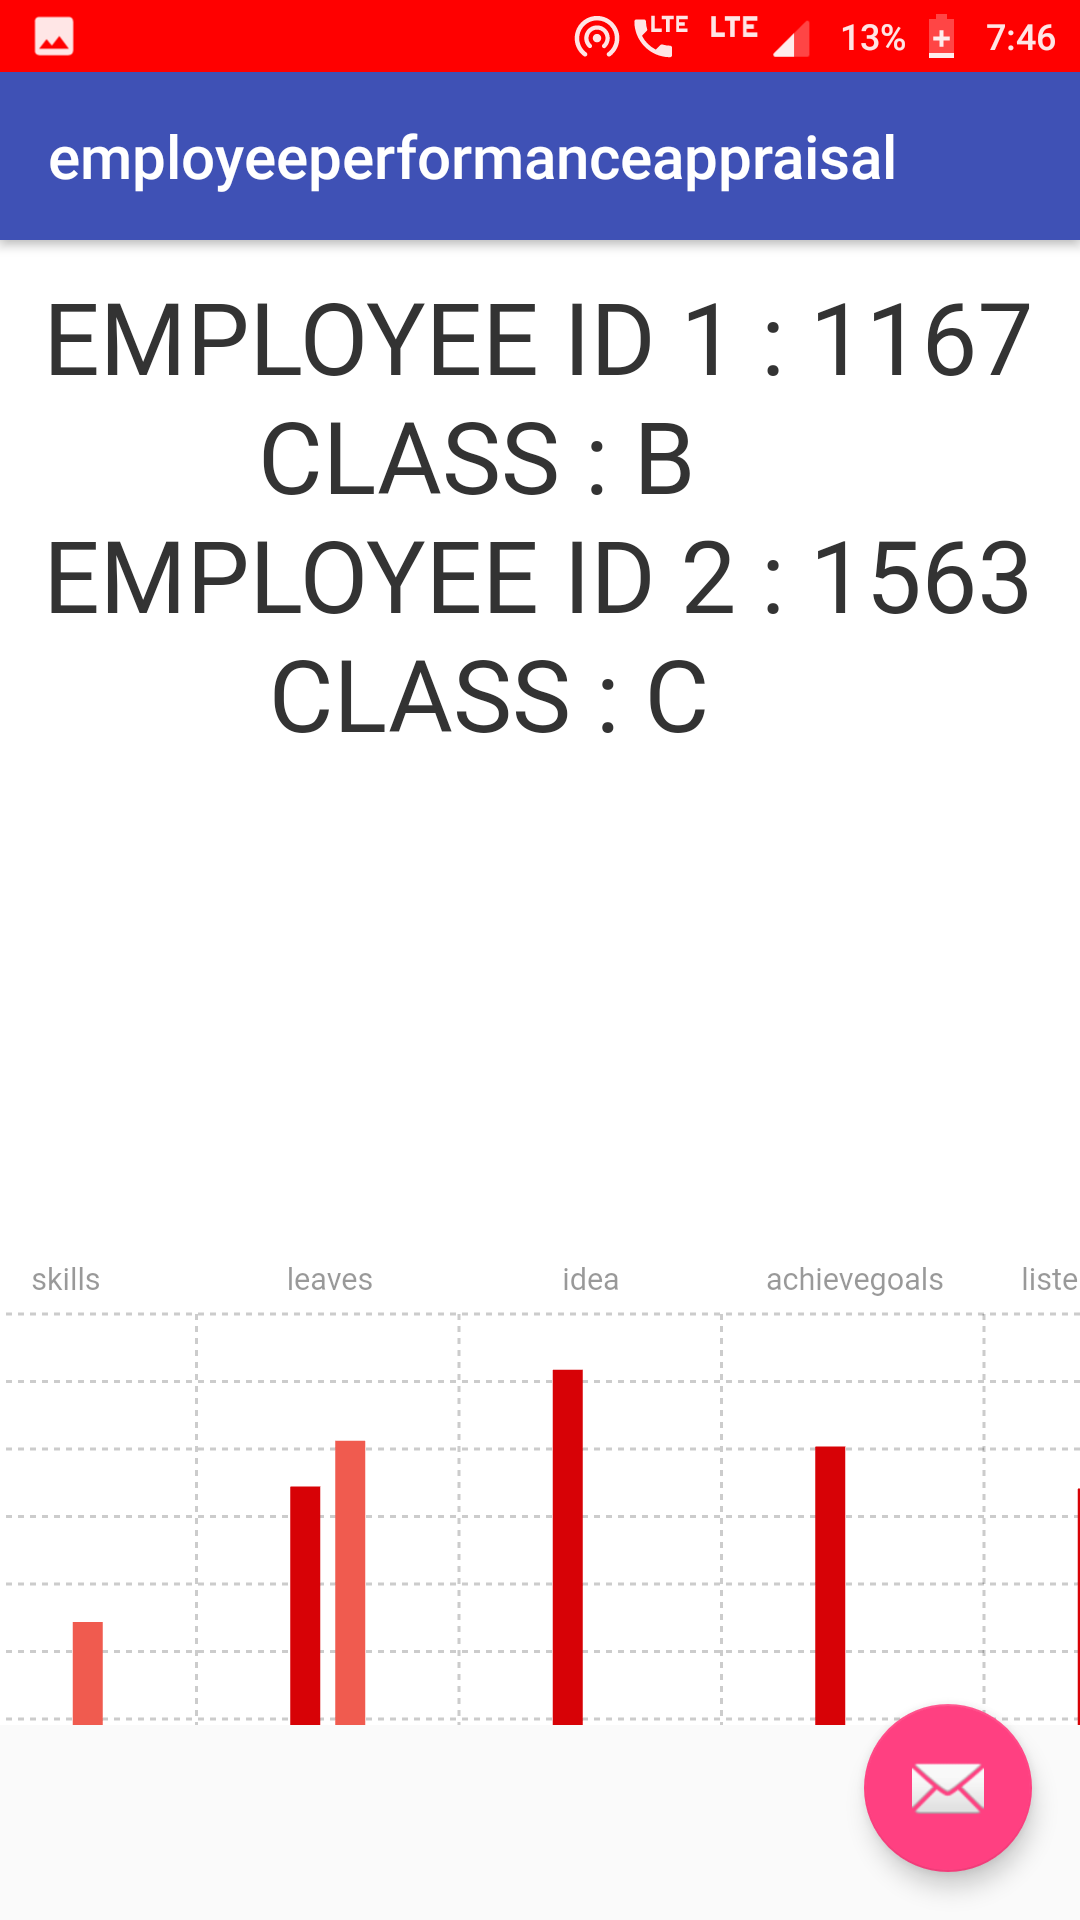 LTE LTE 13% 7:46
employeeperformanceappraisal
EMPLOYEE ID 1 : 1167
CLASS : B
EMPLOYEE ID 2 : 1563
CLASS : C
skills leaves idea achievegoals liste